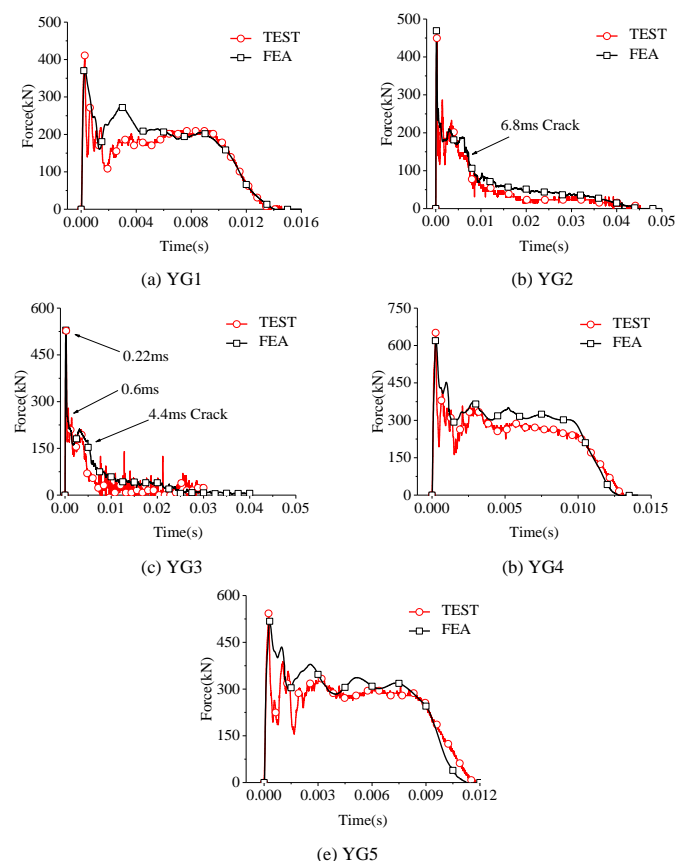 500
400
300
200
100
0
Force(kN)
TEST
FEA
0.000 0.004 0.008 0.012 0.016
Time(s)
(a) YG1
500
400
300
200
100
0
Force(kN)
TEST
FEA
6.8ms Crack
0.00 0.01 0.02 0.03 0.04 0.05
Time(s)
(b) YG2
600
450
300
150
0
Force(kN)
TEST
FEA
0.22ms
0.6ms
4.4ms Crack
0.00 0.01 0.02 0.03 0.04 0.05
Time(s)
(c) YG3
750
600
450
300
150
0
Force(kN)
TEST
FEA
0.000 0.005 0.010 0.015
Time(s)
(b) YG4
600
450
300
150
0
Force(kN)
TEST
FEA
0.000 0.003 0.006 0.009 0.012
Time(s)
(e) YG5